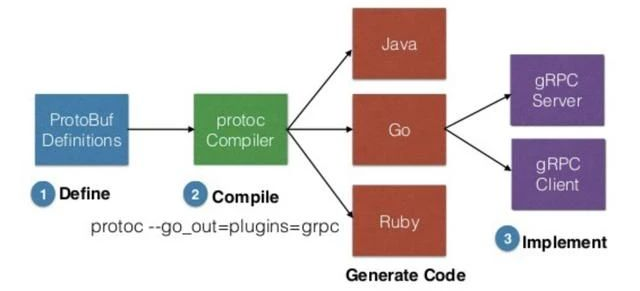 Java
ProtoBuf
Definitions
protoc
Compiler
Go
gRPC
Server
gRPC
Client
1 Define
2 Compile
protoc --go_out=plugins=grpc
Ruby
3 Implement
Generate Code